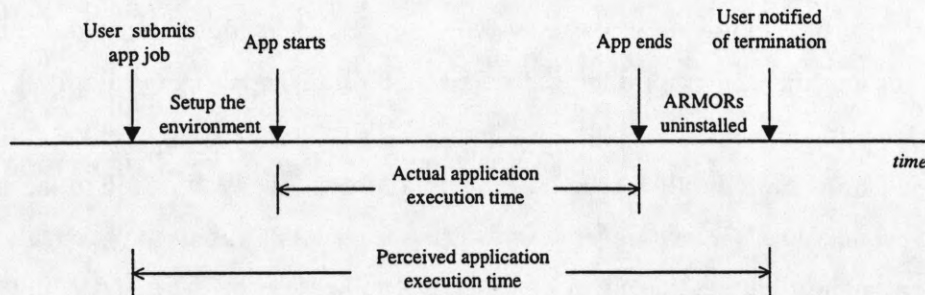 User submits
app job
App starts
App ends
User notified
of termination
Setup the
environment
ARMORs
uninstalled
time
Actual application
execution time
Perceived application
execution time